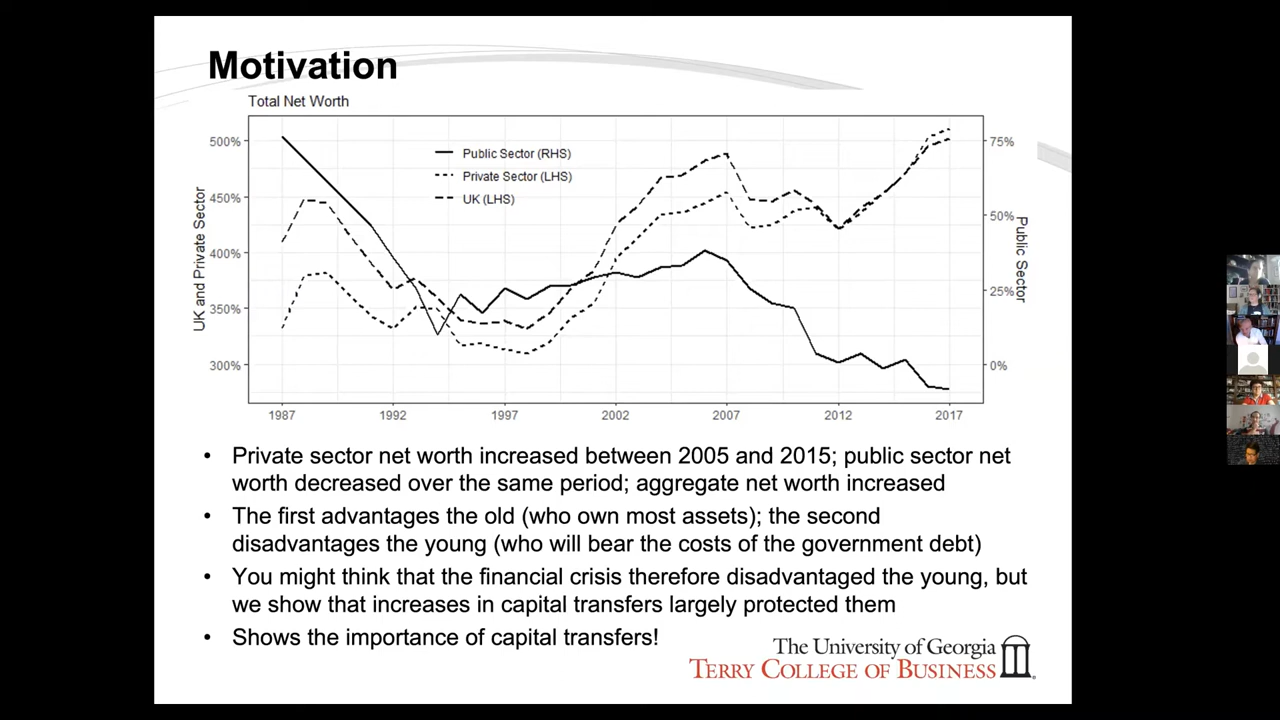 Motivation
Total Net Worth
500%
450%
400%
350%
300%
UK and Private Sector
Public Sector (RHS)
Private Sector (LHS)
UK (LHS)
75%
50%
25%
0%
Public Sector
1987
1992
1997
2002
2007
2012
2017
• Private sector net worth increased between 2005 and 2015; public sector net
worth decreased over the same period; aggregate net worth increased
• The first advantages the old (who own most assets); the second
disadvantages the young (who will bear the costs of the government debt)
• You might think that the financial crisis therefore disadvantaged the young, but
we show that increases in capital transfers largely protected them
• Shows the importance of capital transfers!
The University of Georgia
TERRY COLLEGE OF BUSINESS